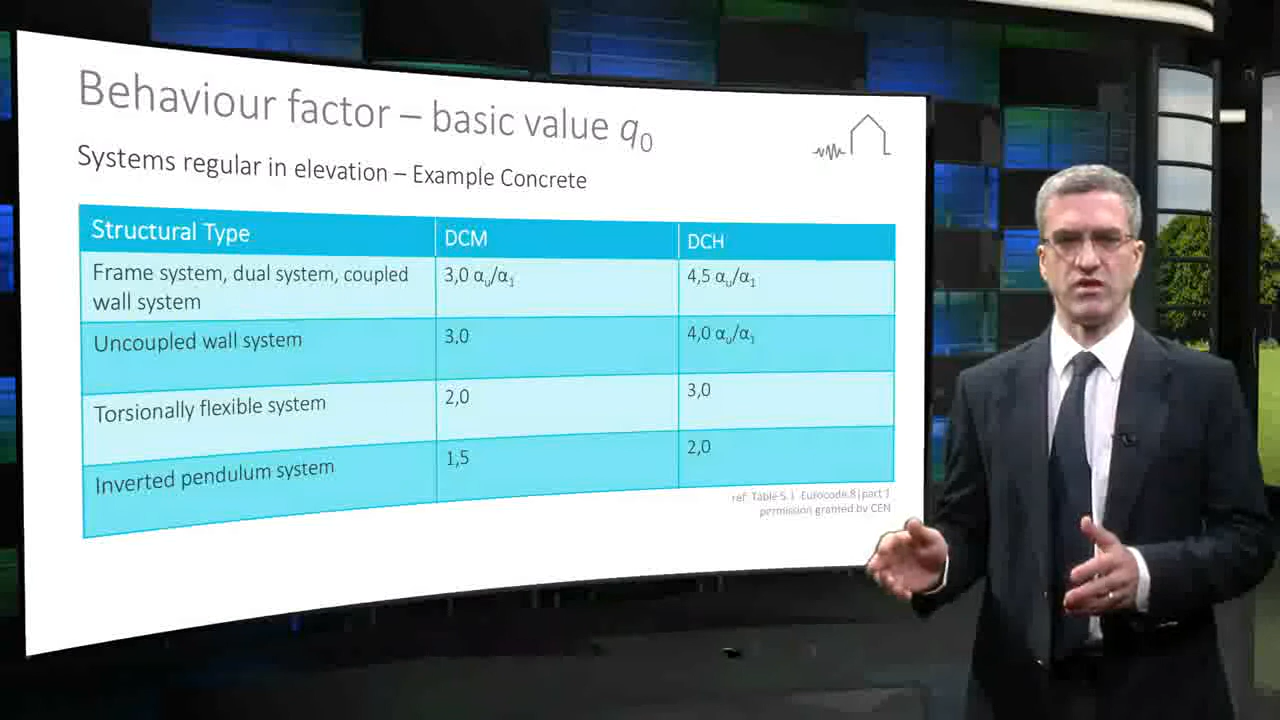 Behaviour factor – basic value q₀
Systems regular in elevation – Example Concrete
Structural Type DCM DCH
Frame system, dual system, coupled wall system 3,0 αᵤ/α₁ 4,5 αᵤ/α₁
Uncoupled wall system 3,0 4,0 αᵤ/α₁
Torsionally flexible system 2,0 3,0
Inverted pendulum system 1,5 2,0
ref Table 5.1 Eurocode 8 part 1
permission granted by CEN